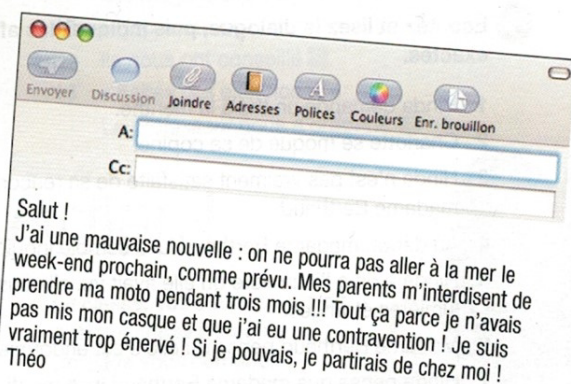 Envoyer Discussion Joindre Adresses Polices Couleurs Enr. brouillon
A:
Cc:
Salut !
J'ai une mauvaise nouvelle : on ne pourra pas aller à la mer le
week-end prochain, comme prévu. Mes parents m'interdisent de
prendre ma moto pendant trois mois !!! Tout ça parce je n'avais
pas mis mon casque et que j'ai eu une contravention ! Je suis
vraiment trop énervé ! Si je pouvais, je partirais de chez moi !
Théo